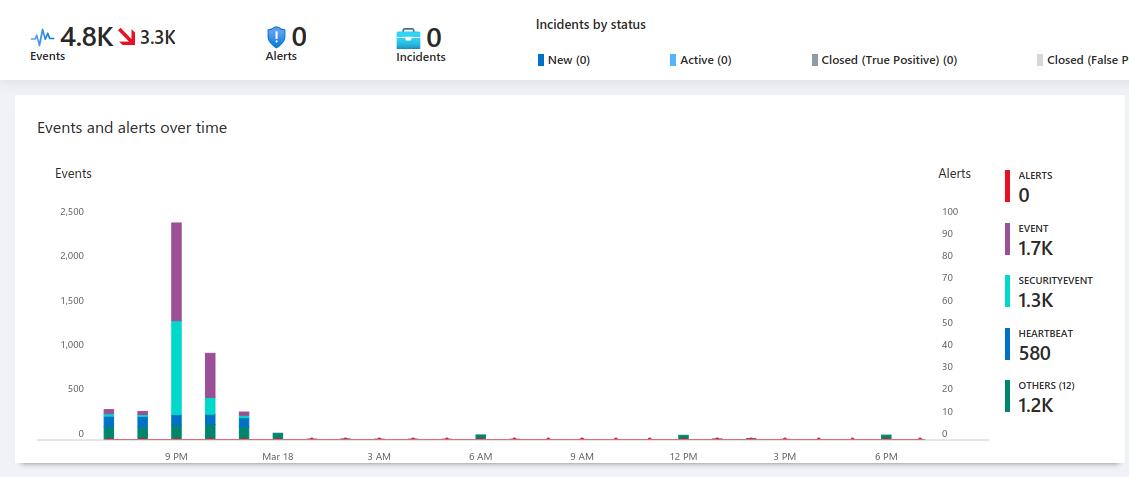 4.8K 3.3K
Events
0
Alerts
0
Incidents
Incidents by status
New (0)
Active (0)
Closed (True Positive) (0)
Closed (False P
Events and alerts over time
Events
Alerts
2,500
2,000
1,500
1,000
500
0
100
90
80
70
60
50
40
30
20
10
0
9 PM
Mar 18
3 AM
6 AM
9 AM
12 PM
3 PM
6 PM
ALERTS
0
EVENT
1.7K
SECURITYEVENT
1.3K
HEARTBEAT
580
OTHERS (12)
1.2K